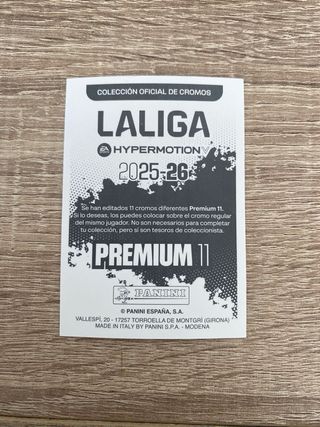 COLECCIÓN OFICIAL DE CROMOS
LALIGA
EA SPORTS HYPERMOTION
2025-26
Se han editados 11 cromos diferentes Premium 11.
Si lo deseas, los puedes colocar sobre el cromo regular
del mismo jugador. No son necesarios para completar
tu colección, pero sí son tesoros de coleccionista.
PREMIUM 11
PANINI
© PANINI ESPAÑA, S.A.
VALLESPÍ, 20 - 17257 TORROELLA DE MONTGRÍ (GIRONA)
MADE IN ITALY BY PANINI S.P.A. - MODENA